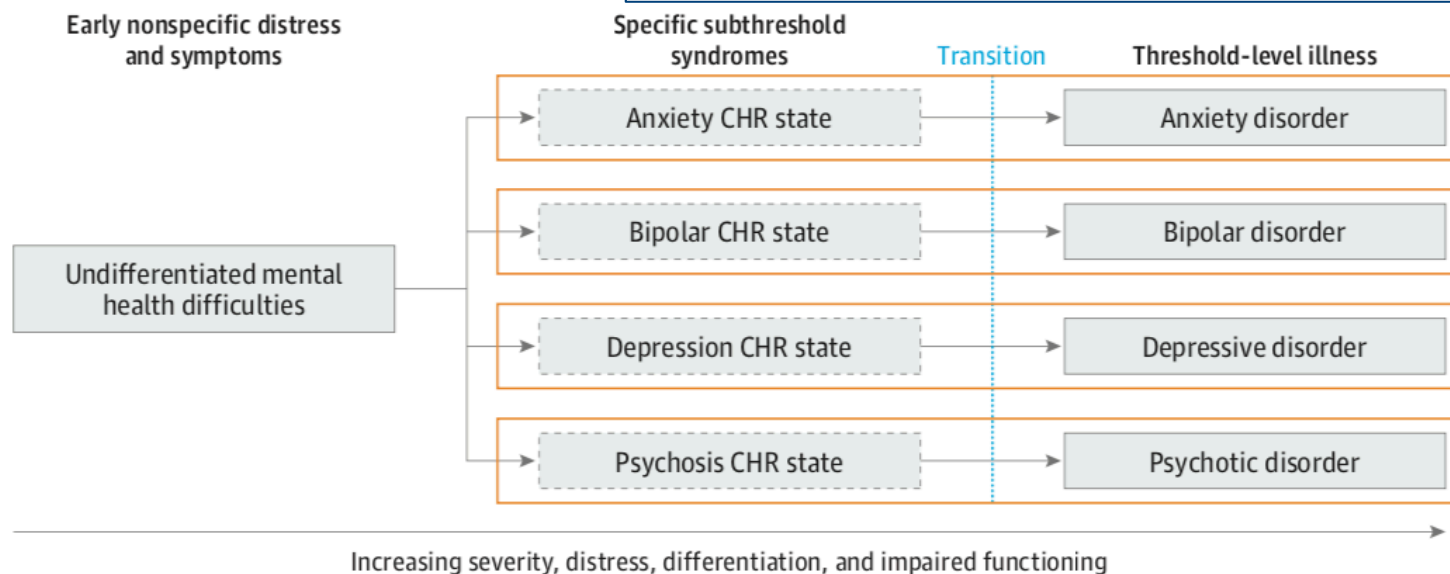 Early nonspecific distress
and symptoms
Specific subthreshold
syndromes
Transition
Threshold-level illness
Anxiety CHR state
Anxiety disorder
Bipolar CHR state
Bipolar disorder
Undifferentiated mental
health difficulties
Depression CHR state
Depressive disorder
Psychosis CHR state
Psychotic disorder
Increasing severity, distress, differentiation, and impaired functioning